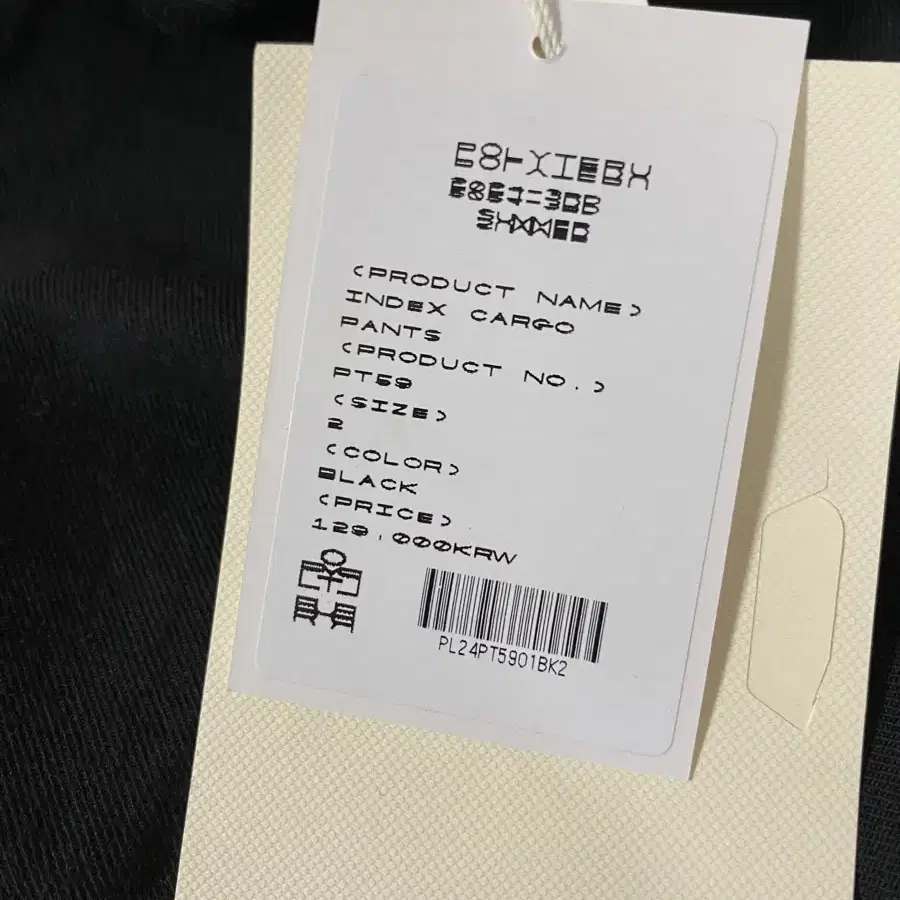 <PRODUCT NAME>
INDEX CARGO
PANTS
<PRODUCT NO.>
PT59
<SIZE>
2
<COLOR>
BLACK
<PRICE>
129,000KRW
PL24PT5901BK2